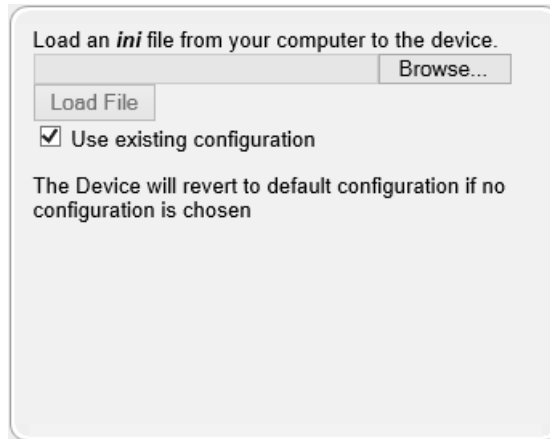 Load an ini file from your computer to the device.
Browse...
Load File
Use existing configuration
The Device will revert to default configuration if no
configuration is chosen